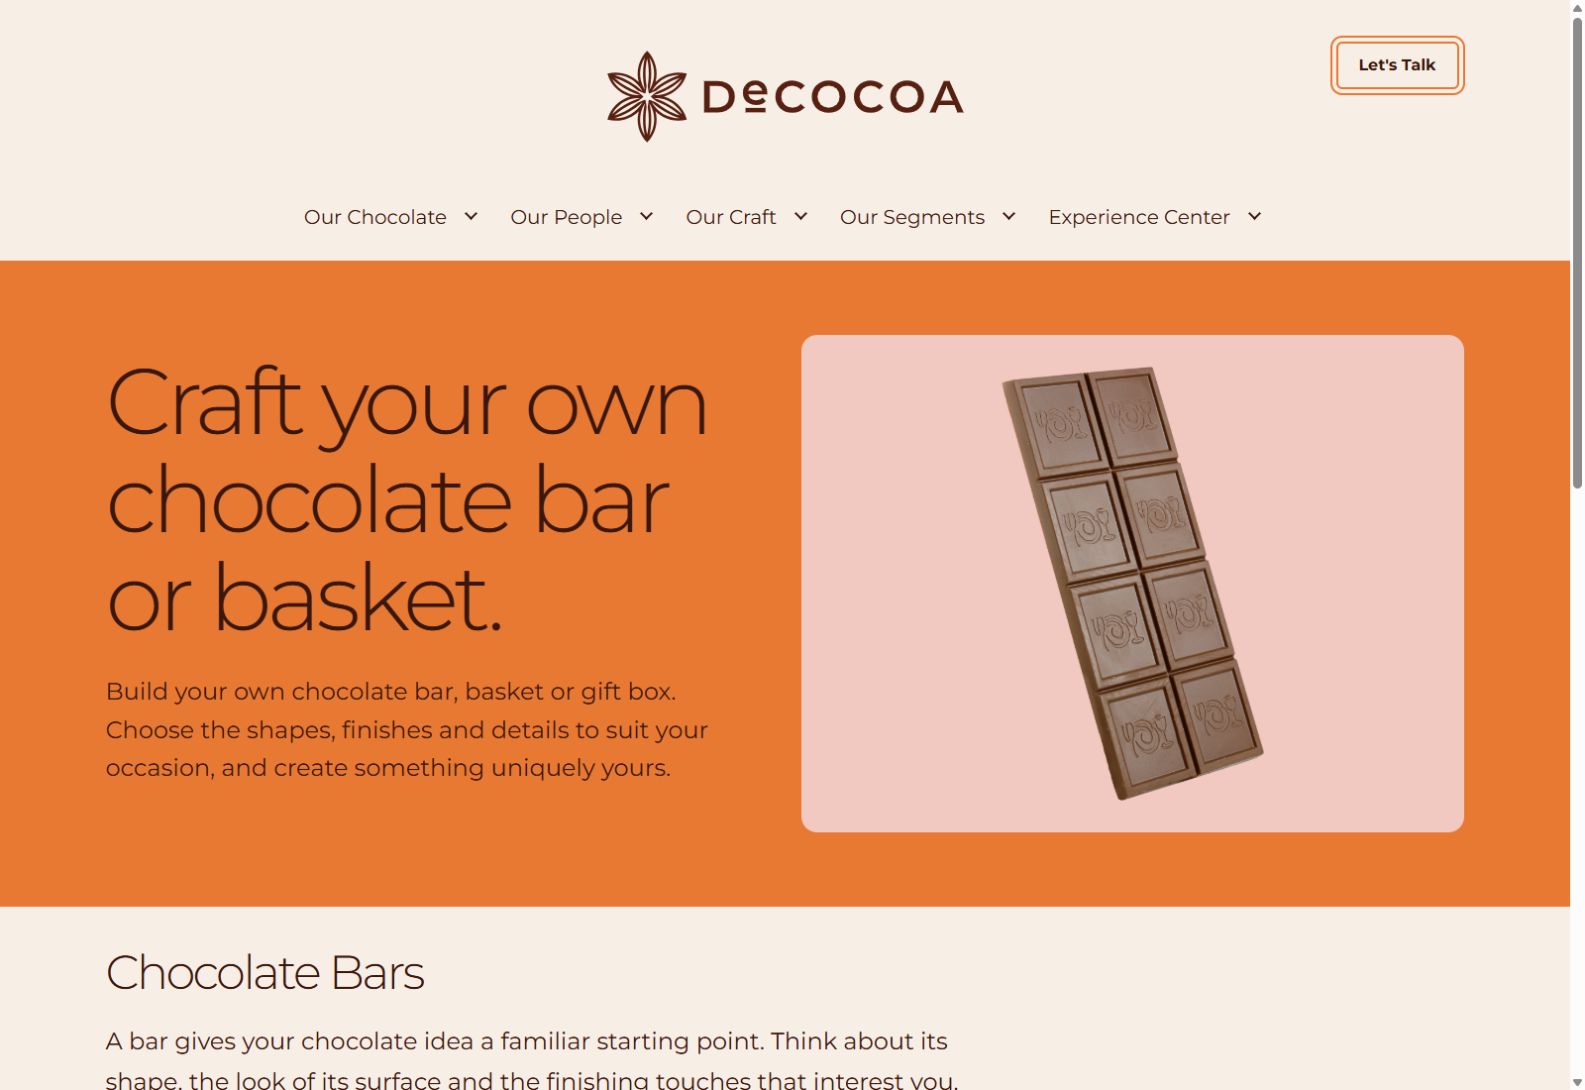 DeCOCOA
Let's Talk
Our Chocolate
Our People
Our Craft
Our Segments
Experience Center
Craft your own
chocolate bar
or basket.
Build your own chocolate bar, basket or gift box.
Choose the shapes, finishes and details to suit your
occasion, and create something uniquely yours.
Chocolate Bars
A bar gives your chocolate idea a familiar starting point. Think about its
shape, the look of its surface and the finishing touches that interest you.